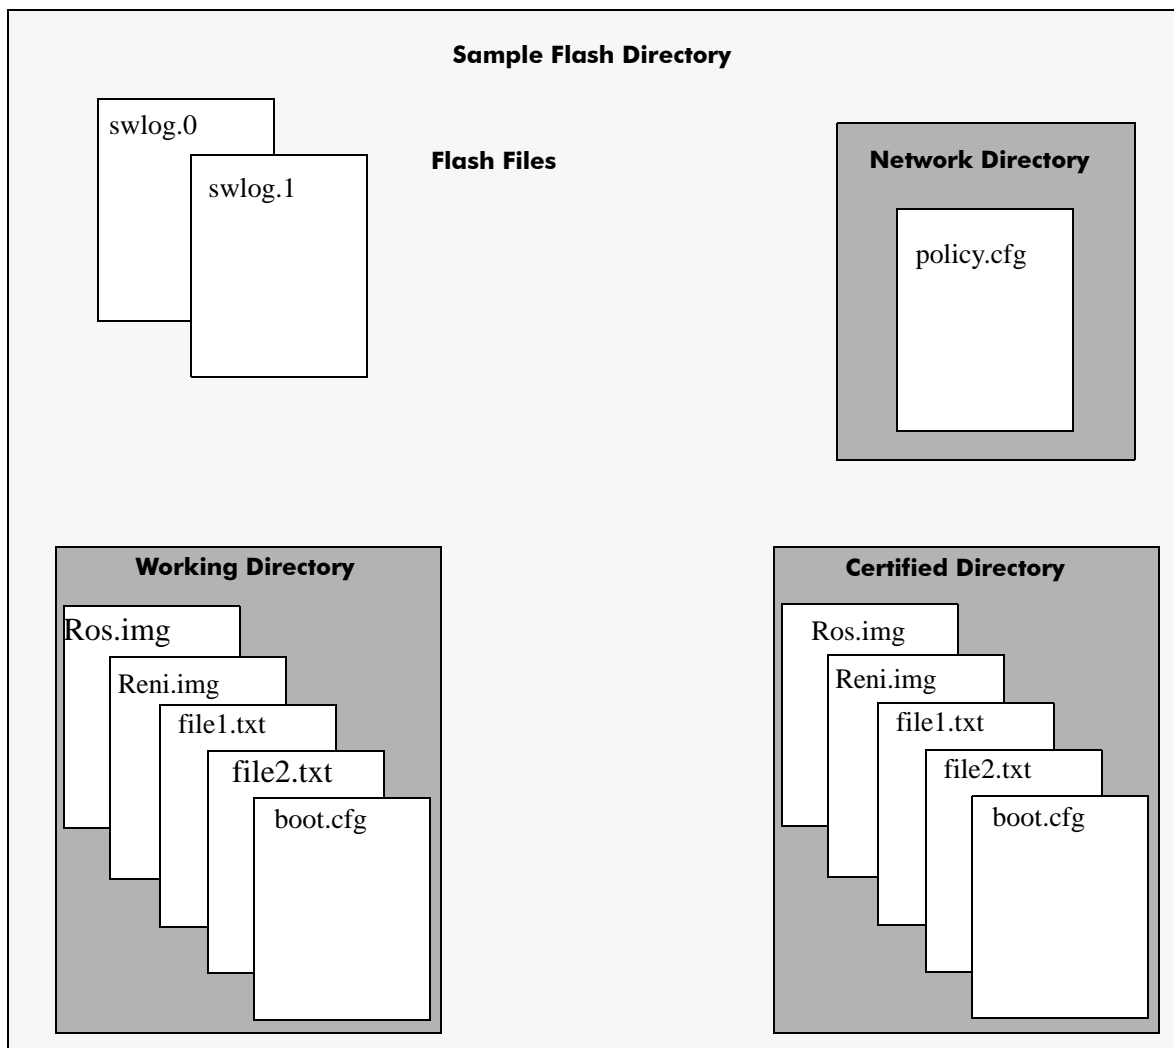 Sample Flash Directory
swlog.0
swlog.1
Flash Files
Network Directory
policy.cfg
Working Directory
Ros.img
Reni.img
file1.txt
file2.txt
boot.cfg
Certified Directory
Ros.img
Reni.img
file1.txt
file2.txt
boot.cfg